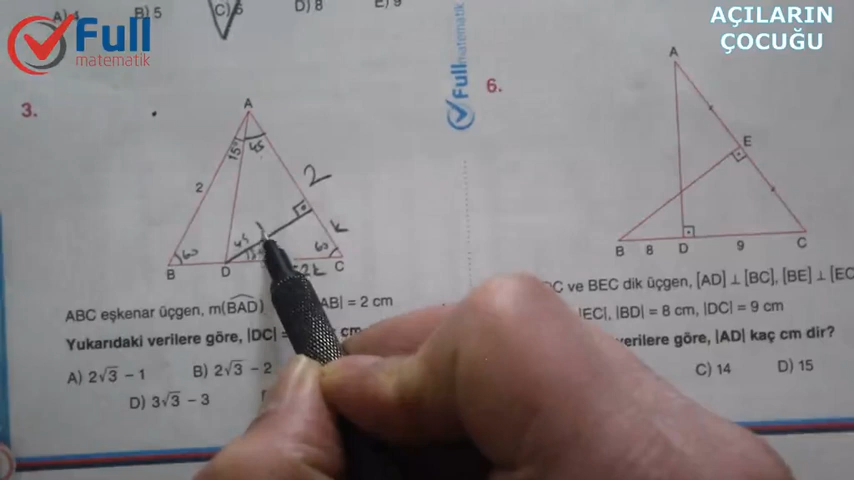 A) 4 B) 5 C) 6 D) 8 E) 9
Full
matematik
AÇILARIN
ÇOCUĞU
Full matematik
3.
A
15°
45
2
2
k
45
60
60
2k
B
D
C
ABC eşkenar üçgen, m(BAD) |AB| = 2 cm
Yukarıdaki verilere göre, |DC| = cm
A) 2√3 – 1 B) 2√3 – 2
D) 3√3 – 3
6.
A
E
B
8
D
9
C
ve BEC dik üçgen, [AD] ⊥ [BC], [BE] ⊥ [EC
|EC|, |BD| = 8 cm, |DC| = 9 cm
verilere göre, |AD| kaç cm dir?
C) 14 D) 15